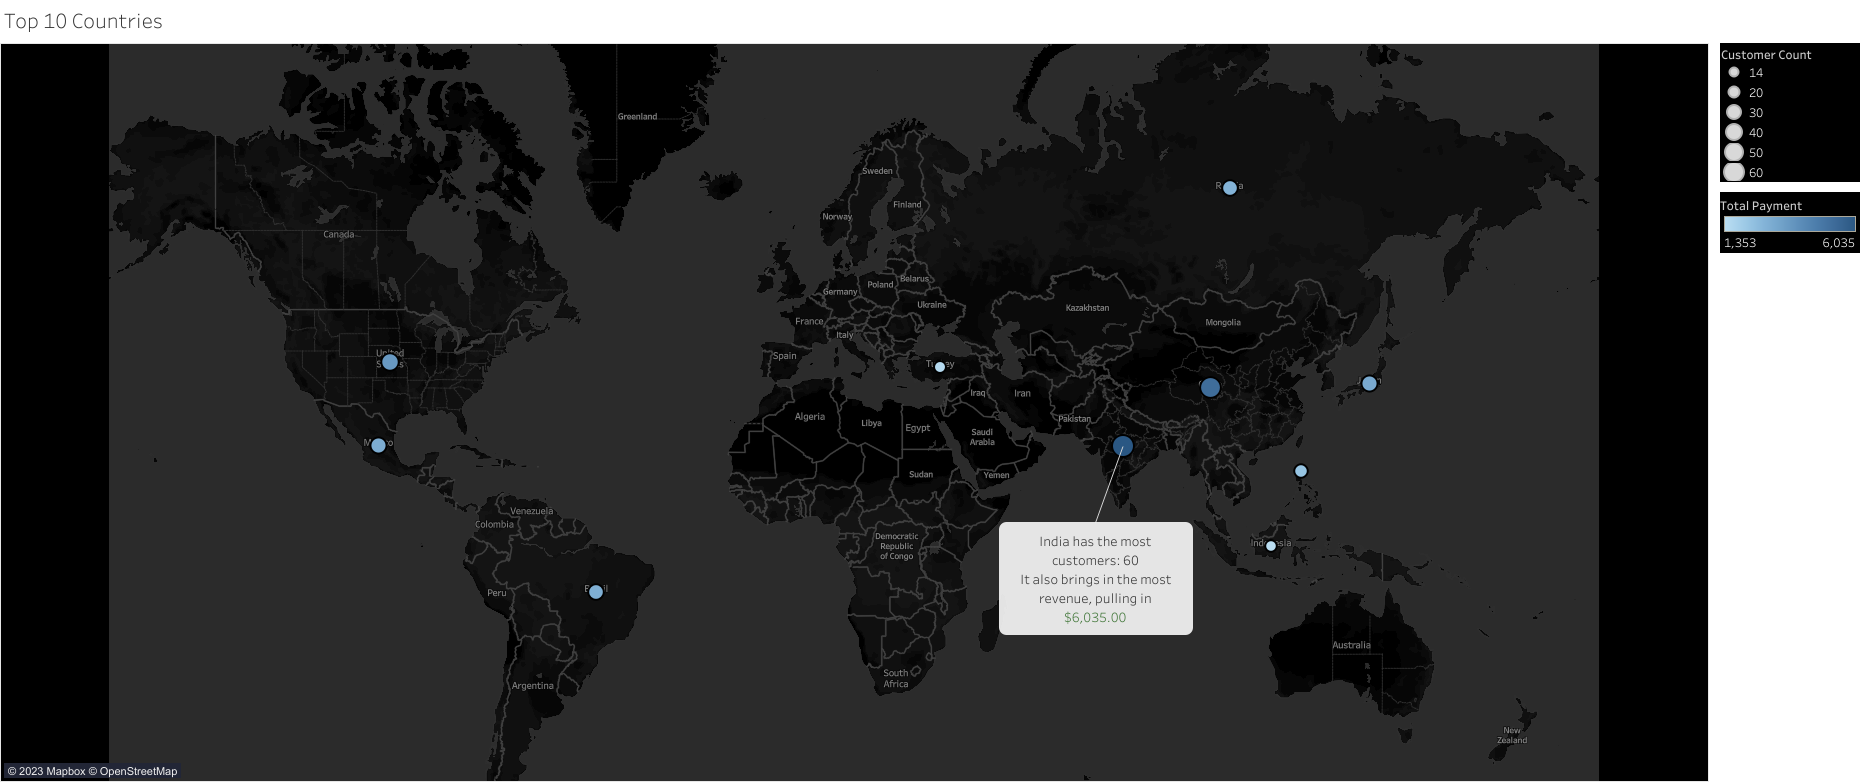 Top 10 Countries
Customer Count
14
20
30
40
50
60
Total Payment
1,353 6,035
Greenland
Sweden
Finland
Norway
Canada
Belarus
Poland
Germany
Ukraine
Kazakhstan
France
Mongolia
Italy
Spain
Iraq
Iran
Algeria
Libya
Pakistan
Egypt
Saudi
Arabia
Sudan
Yemen
Venezuela
Colombia
Democratic
Republic
of Congo
India has the most
customers: 60
It also brings in the most
revenue, pulling in
$6,035.00
Peru
Australia
South
Africa
Argentina
New
Zealand
© 2023 Mapbox © OpenStreetMap